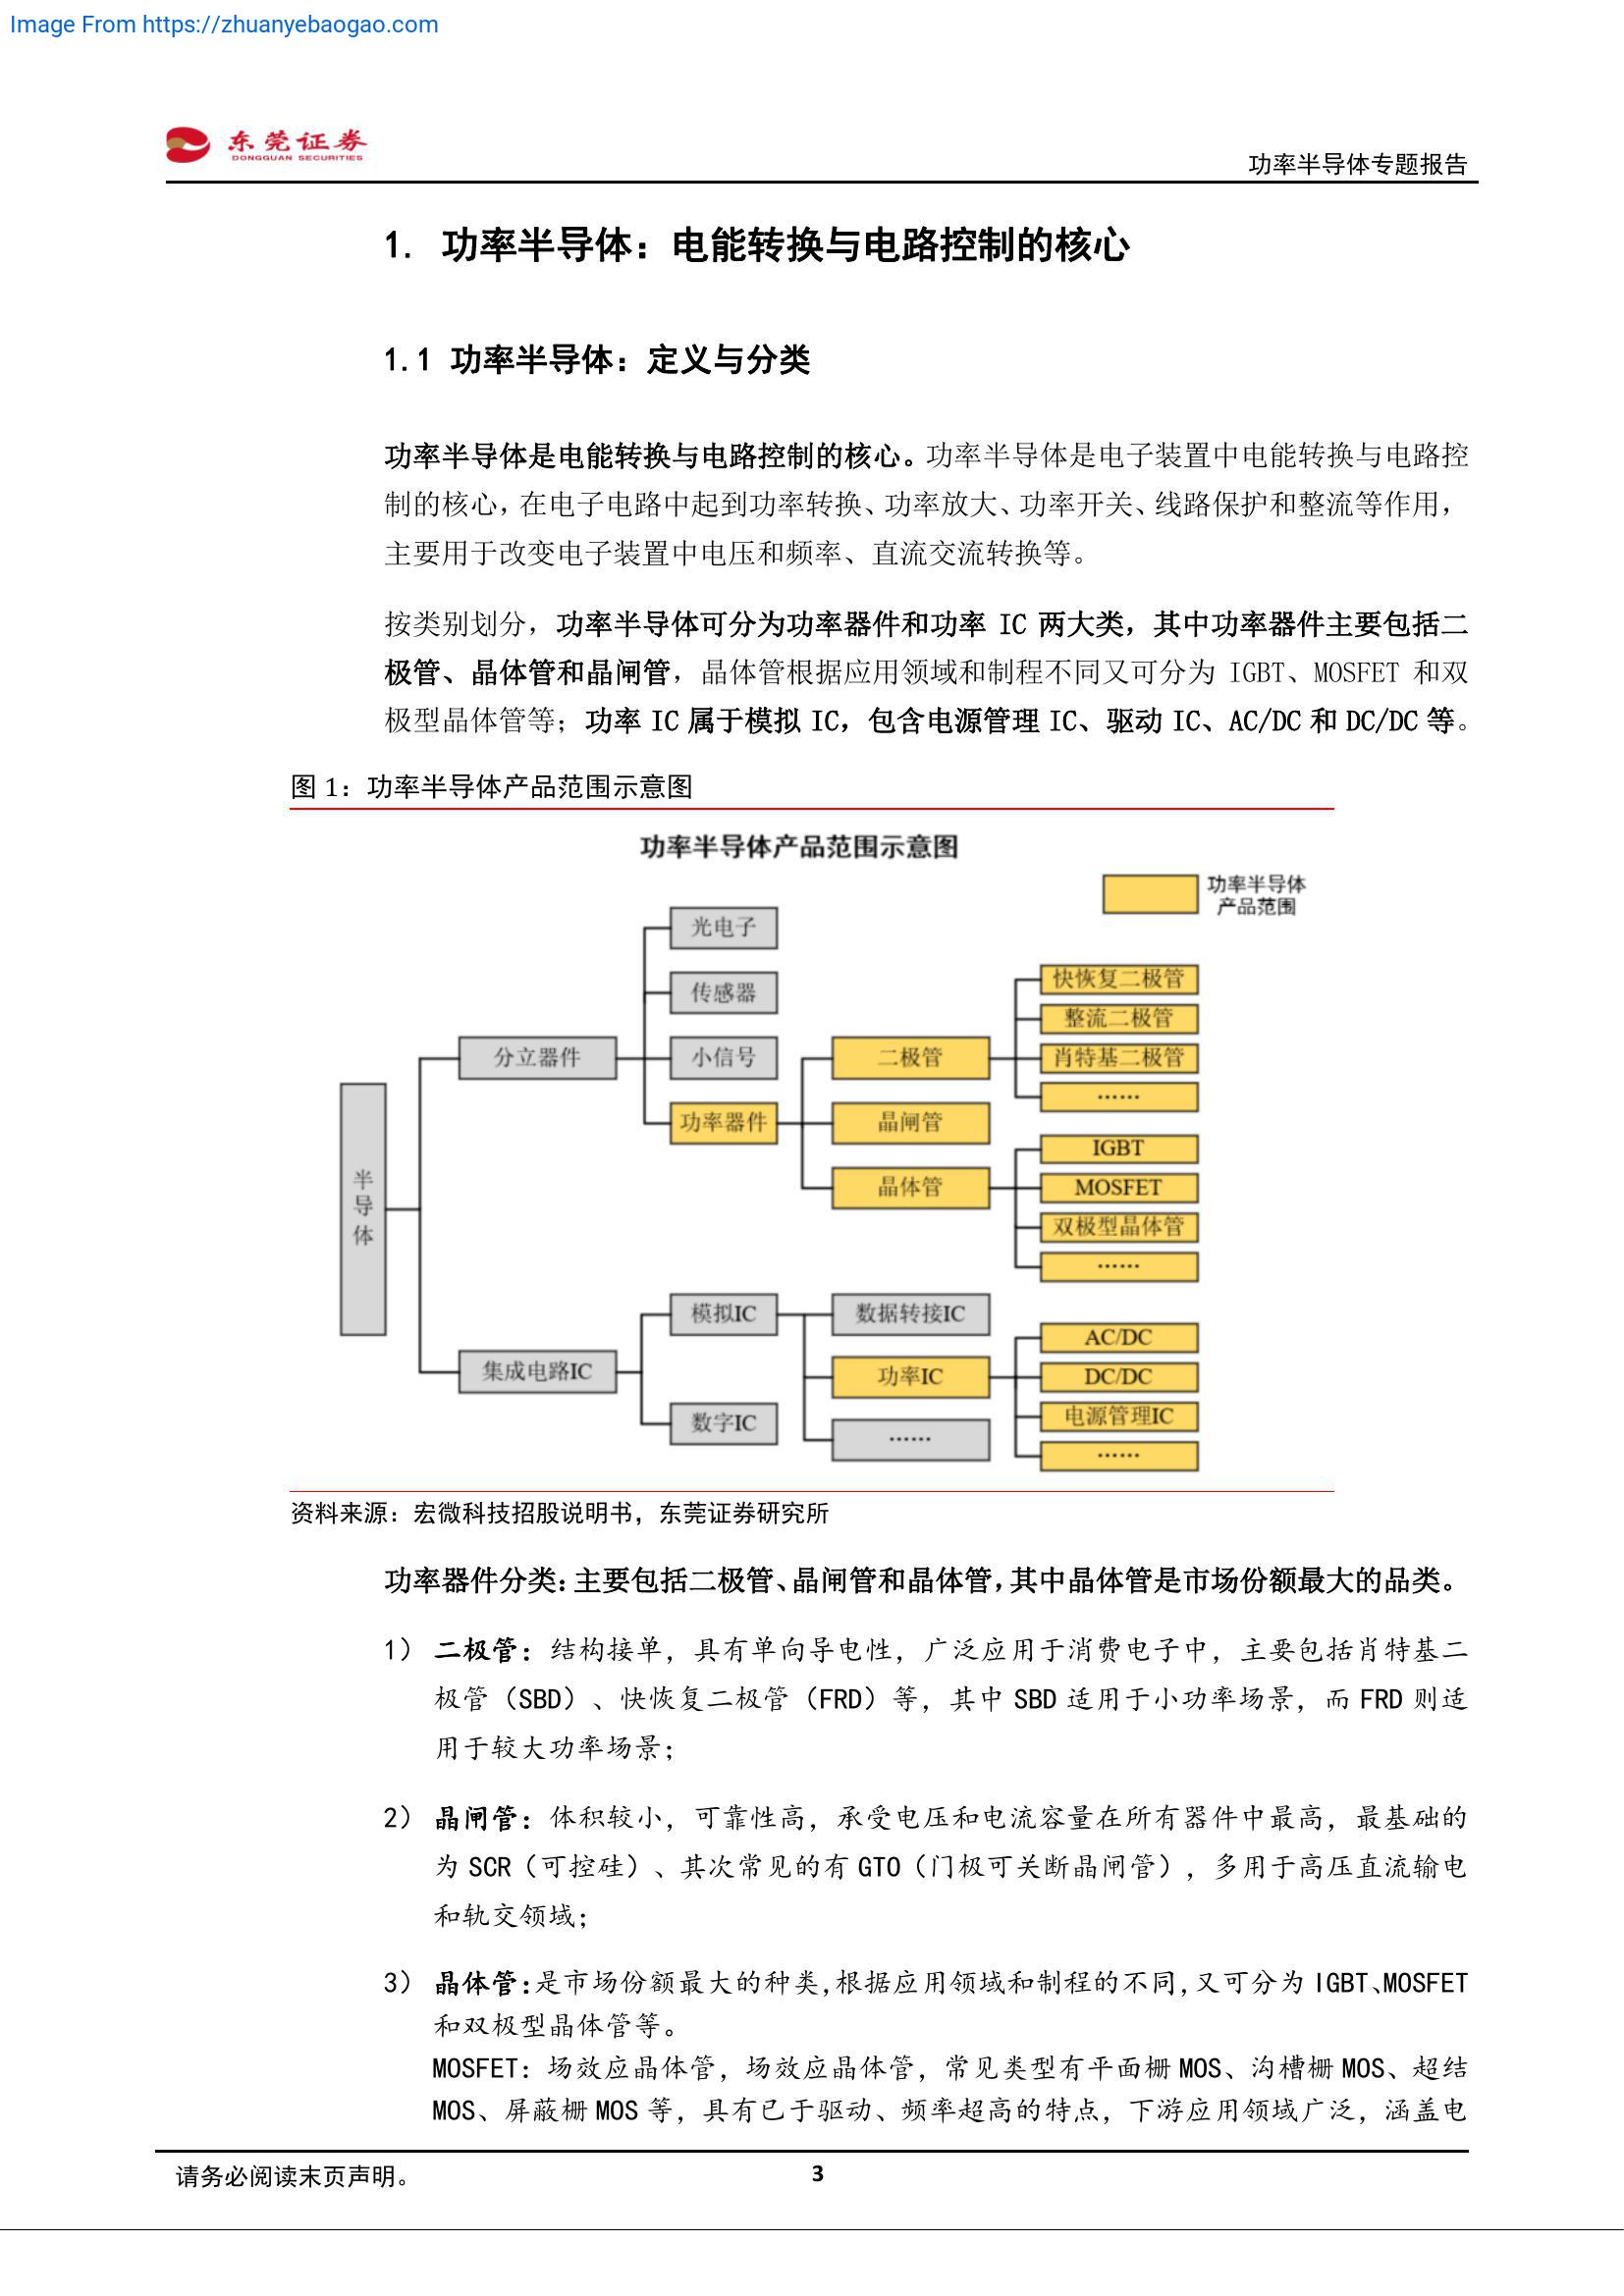 Image From https://zhuanyebaogao.com
东莞证券
DONGGUAN SECURITIES
功率半导体专题报告
1. 功率半导体：电能转换与电路控制的核心
1.1 功率半导体：定义与分类
功率半导体是电能转换与电路控制的核心。功率半导体是电子装置中电能转换与电路控
制的核心，在电子电路中起到功率转换、功率放大、功率开关、线路保护和整流等作用，
主要用于改变电子装置中电压和频率、直流交流转换等。
按类别划分，功率半导体可分为功率器件和功率 IC 两大类，其中功率器件主要包括二
极管、晶体管和晶闸管，晶体管根据应用领域和制程不同又可分为 IGBT、MOSFET 和双
极型晶体管等；功率 IC 属于模拟 IC，包含电源管理 IC、驱动 IC、AC/DC 和 DC/DC 等。
图 1：功率半导体产品范围示意图
功率半导体产品范围示意图
功率半导体
产品范围
光电子
传感器
快恢复二极管
整流二极管
分立器件
小信号
二极管
肖特基二极管
……
功率器件
晶闸管
IGBT
晶体管
MOSFET
半导体
双极型晶体管
……
模拟IC
数据转接IC
AC/DC
集成电路IC
功率IC
DC/DC
数字IC
电源管理IC
……
……
资料来源：宏微科技招股说明书，东莞证券研究所
功率器件分类：主要包括二极管、晶闸管和晶体管，其中晶体管是市场份额最大的品类。
1） 二极管：结构接单，具有单向导电性，广泛应用于消费电子中，主要包括肖特基二
极管（SBD）、快恢复二极管（FRD）等，其中 SBD 适用于小功率场景，而 FRD 则适
用于较大功率场景；
2） 晶闸管：体积较小，可靠性高，承受电压和电流容量在所有器件中最高，最基础的
为 SCR（可控硅）、其次常见的有 GTO（门极可关断晶闸管），多用于高压直流输电
和轨交领域；
3） 晶体管：是市场份额最大的种类，根据应用领域和制程的不同，又可分为 IGBT、MOSFET
和双极型晶体管等。
MOSFET：场效应晶体管，场效应晶体管，常见类型有平面栅 MOS、沟槽栅 MOS、超结
MOS、屏蔽栅 MOS 等，具有已于驱动、频率超高的特点，下游应用领域广泛，涵盖电
请务必阅读末页声明。
3